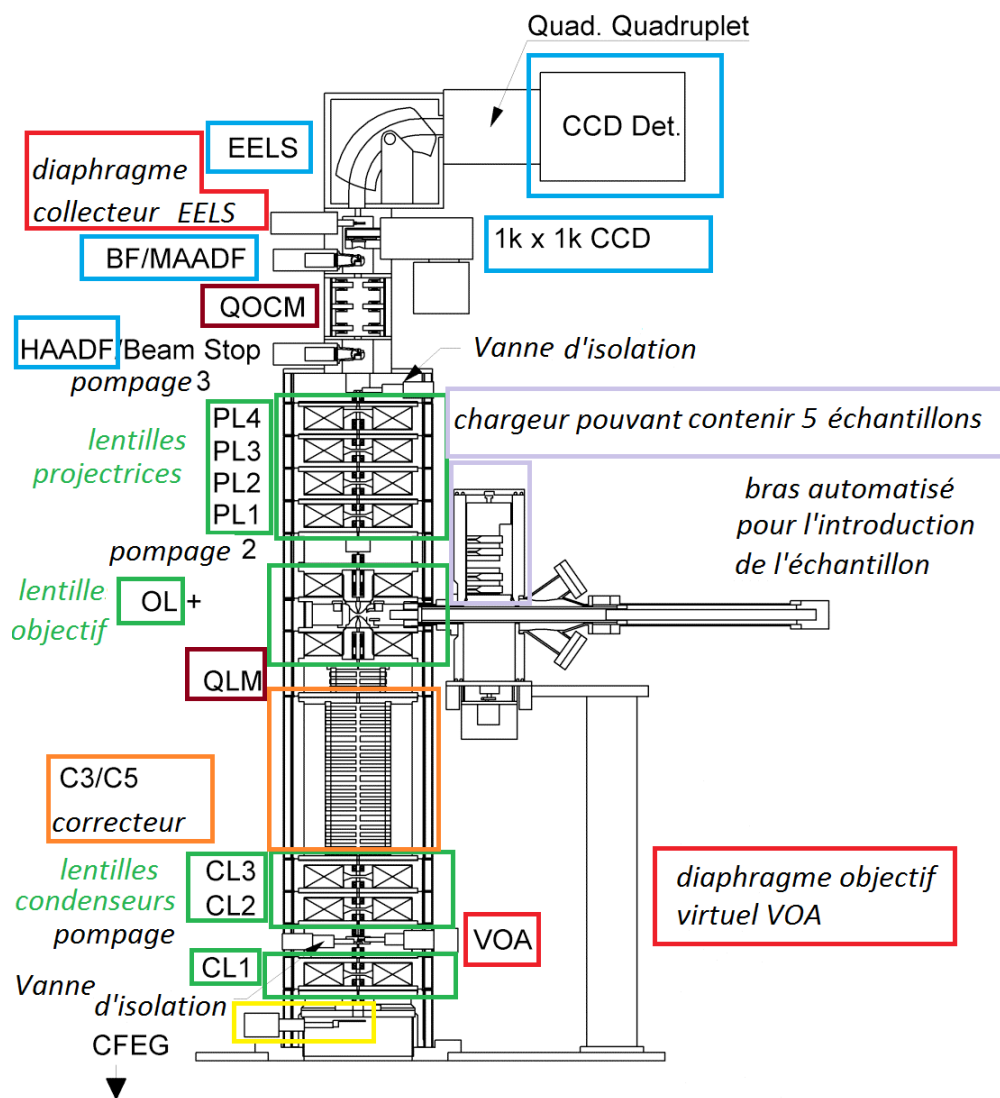 Quad. Quadruplet
CCD Det.
EELS
diaphragme
collecteur EELS
1k x 1k CCD
BF/MAADF
QOCM
HAADF/Beam Stop
Vanne d'isolation
pompage 3
chargeur pouvant contenir 5 échantillons
PL4
lentilles
projectrices
PL3
PL2
PL1
bras automatisé
pour l'introduction
de l'échantillon
pompage 2
lentille
objectif
OL +
QLM
C3/C5
correcteur
lentilles
condenseurs
CL3
CL2
diaphragme objectif
virtuel VOA
pompage
VOA
CL1
Vanne
d'isolation
CFEG